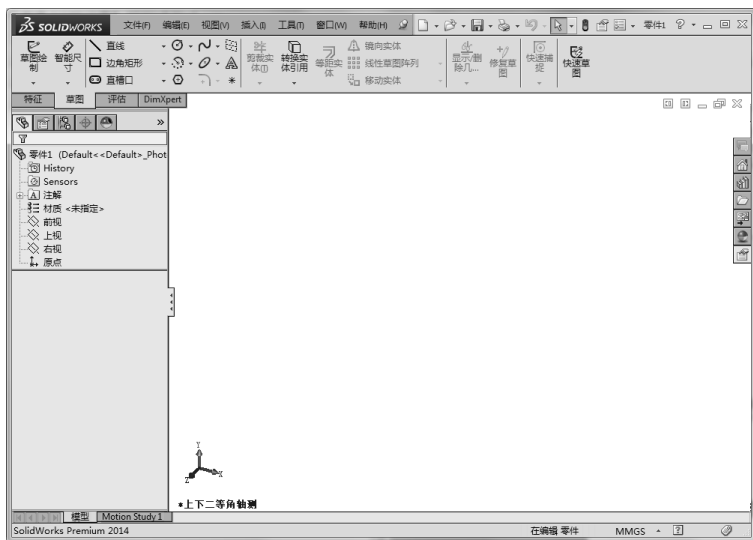 SOLIDWORKS 文件(F) 编辑(E) 视图(V) 插入(I) 工具(T) 窗口(W) 帮助(H) 零件1
草图绘制 智能尺寸 直线 剪裁实体(T) 转换实体引用 等距实体 镜向实体 显示/删除几... 修复草图 快速捕捉 快速草图
边角矩形 线性草图阵列
直槽口 移动实体
特征 草图 评估 DimXpert
零件1 (Default<<Default>_Phot
History
Sensors
注解
材质 <未指定>
前视
上视
右视
原点
Y
Z X
*上下二等角轴测
模型 Motion Study 1
SolidWorks Premium 2014 在编辑 零件 MMGS